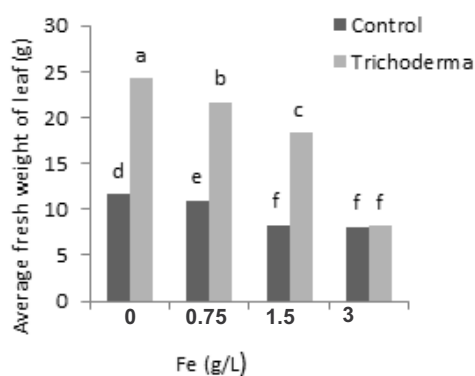 Average fresh weight of leaf (g)
30
25
20
15
10
5
0
Control
Trichoderma
a
b
c
d
e
f
f
f
0
0.75
1.5
3
Fe (g/L)